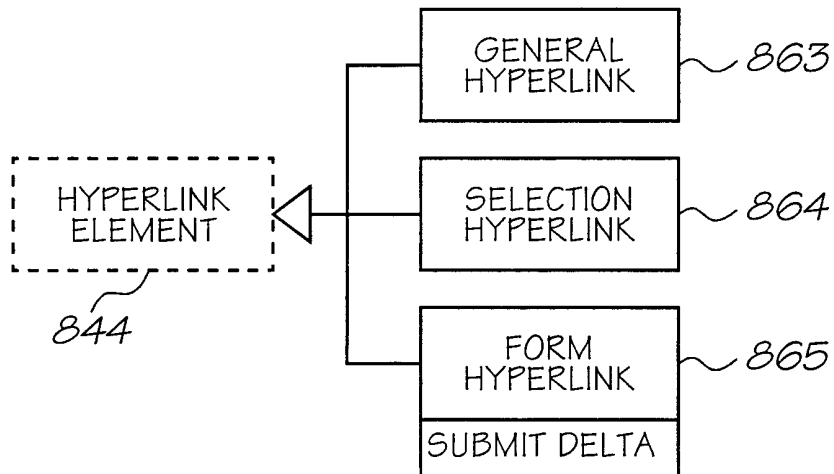 GENERAL
HYPERLINK
863
HYPERLINK
ELEMENT
844
SELECTION
HYPERLINK
864
FORM
HYPERLINK
865
SUBMIT DELTA